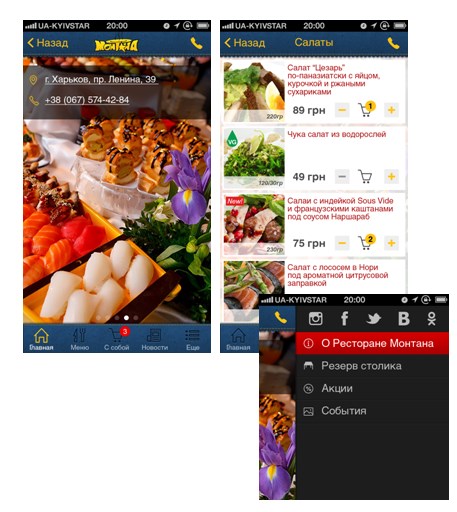 UA-KYIVSTAR 20:00
Назад
МОНТАНА
г. Харьков, пр. Ленина, 39
+38 (067) 574-42-84
3
Главная
Меню
С собой
Новости
Еще
UA-KYIVSTAR 20:00
Назад
Салаты
Салат “Цезарь”
по-паназиатски с яйцом,
курочкой и ржаными
сухариками
220гр
89 грн
1
VG
Чука салат из водорослей
120/30гр
49 грн
New!
Салаи с индейкой Sous Vide
и французскими каштанами
под соусом Наршараб
230гр
75 грн
2
Салат с лососем в Нори
под ароматной цитрусовой
заправкой
Главная
UA-KYIVSTAR 20:00
О Ресторане Монтана
Резерв столика
Акции
События